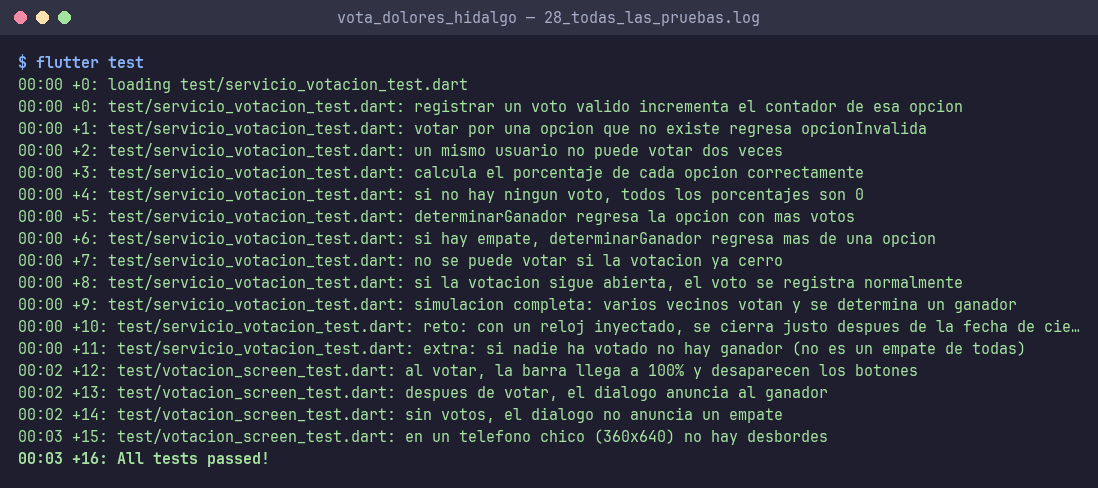 vota_dolores_hidalgo — 28_todas_las_pruebas.log
$ flutter test
00:00 +0: loading test/servicio_votacion_test.dart
00:00 +0: test/servicio_votacion_test.dart: registrar un voto valido incrementa el contador de esa opcion
00:00 +1: test/servicio_votacion_test.dart: votar por una opcion que no existe regresa opcionInvalida
00:00 +2: test/servicio_votacion_test.dart: un mismo usuario no puede votar dos veces
00:00 +3: test/servicio_votacion_test.dart: calcula el porcentaje de cada opcion correctamente
00:00 +4: test/servicio_votacion_test.dart: si no hay ningun voto, todos los porcentajes son 0
00:00 +5: test/servicio_votacion_test.dart: determinarGanador regresa la opcion con mas votos
00:00 +6: test/servicio_votacion_test.dart: si hay empate, determinarGanador regresa mas de una opcion
00:00 +7: test/servicio_votacion_test.dart: no se puede votar si la votacion ya cerro
00:00 +8: test/servicio_votacion_test.dart: si la votacion sigue abierta, el voto se registra normalmente
00:00 +9: test/servicio_votacion_test.dart: simulacion completa: varios vecinos votan y se determina un ganador
00:00 +10: test/servicio_votacion_test.dart: reto: con un reloj inyectado, se cierra justo despues de la fecha de cie…
00:00 +11: test/servicio_votacion_test.dart: extra: si nadie ha votado no hay ganador (no es un empate de todas)
00:02 +12: test/votacion_screen_test.dart: al votar, la barra llega a 100% y desaparecen los botones
00:02 +13: test/votacion_screen_test.dart: despues de votar, el dialogo anuncia al ganador
00:02 +14: test/votacion_screen_test.dart: sin votos, el dialogo no anuncia un empate
00:03 +15: test/votacion_screen_test.dart: en un telefono chico (360x640) no hay desbordes
00:03 +16: All tests passed!